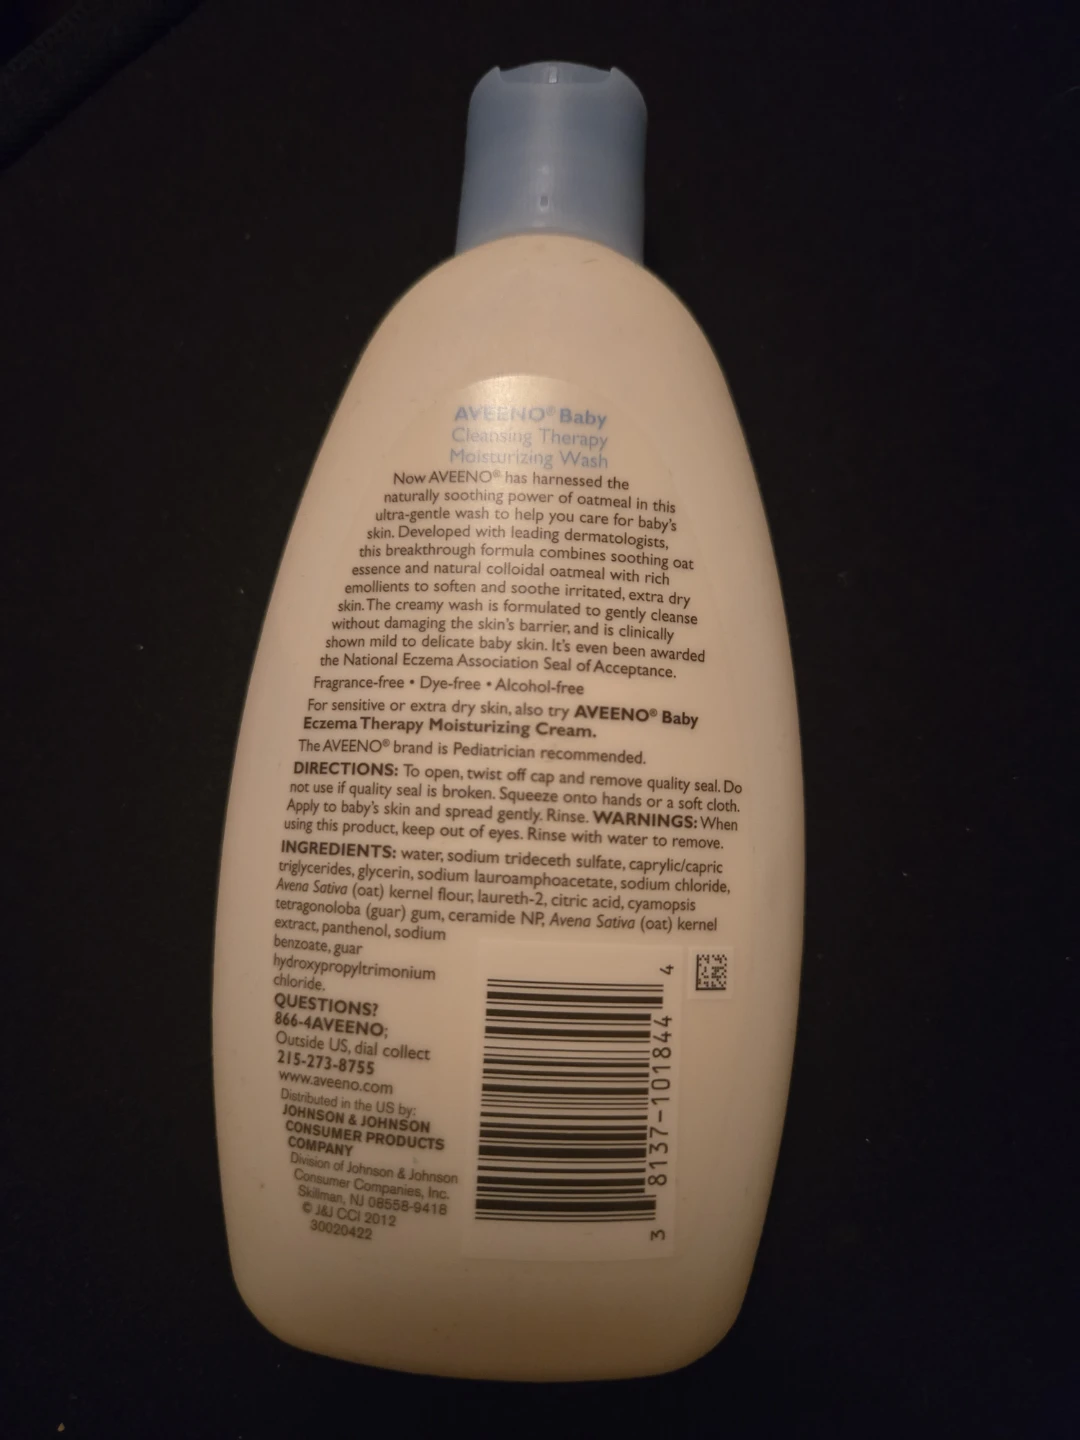 AVEENO® Baby
Cleansing Therapy
Moisturizing Wash
Now AVEENO® has harnessed the
naturally soothing power of oatmeal in this
ultra-gentle wash to help you care for baby's
skin. Developed with leading dermatologists,
this breakthrough formula combines soothing oat
essence and natural colloidal oatmeal with rich
emollients to soften and soothe irritated, extra dry
skin. The creamy wash is formulated to gently cleanse
without damaging the skin's barrier, and is clinically
shown mild to delicate baby skin. It's even been awarded
the National Eczema Association Seal of Acceptance.
Fragrance-free • Dye-free • Alcohol-free
For sensitive or extra dry skin, also try AVEENO® Baby
Eczema Therapy Moisturizing Cream.
The AVEENO® brand is Pediatrician recommended.
DIRECTIONS: To open, twist off cap and remove quality seal. Do
not use if quality seal is broken. Squeeze onto hands or a soft cloth.
Apply to baby's skin and spread gently. Rinse. WARNINGS: When
using this product, keep out of eyes. Rinse with water to remove.
INGREDIENTS: water, sodium trideceth sulfate, caprylic/capric
triglycerides, glycerin, sodium lauroamphoacetate, sodium chloride,
Avena Sativa (oat) kernel flour, laureth-2, citric acid, cyamopsis
tetragonoloba (guar) gum, ceramide NP, Avena Sativa (oat) kernel
extract, panthenol, sodium
benzoate, guar
hydroxypropyltrimonium
chloride.
QUESTIONS?
866-4AVEENO;
Outside US, dial collect
215-273-8755
www.aveeno.com
Distributed in the US by:
JOHNSON & JOHNSON
CONSUMER PRODUCTS
COMPANY
Division of Johnson & Johnson
Consumer Companies, Inc.
Skillman, NJ 08558-9418
© J&J CCI 2012
30020422
3 8137-101844 4